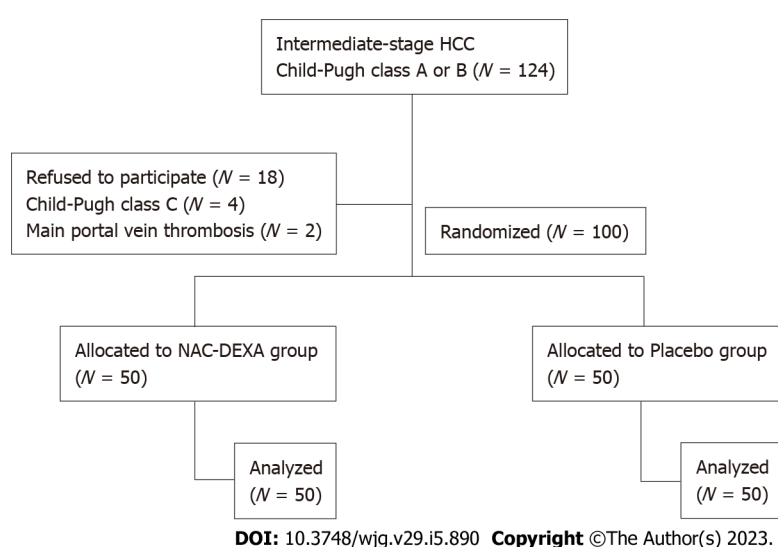 Intermediate-stage HCC
Child-Pugh class A or B (N = 124)
Refused to participate (N = 18)
Child-Pugh class C (N = 4)
Main portal vein thrombosis (N = 2)
Randomized (N = 100)
Allocated to NAC-DEXA group
(N = 50)
Allocated to Placebo group
(N = 50)
Analyzed
(N = 50)
Analyzed
(N = 50)
DOI: 10.3748/wjg.v29.i5.890 Copyright ©The Author(s) 2023.